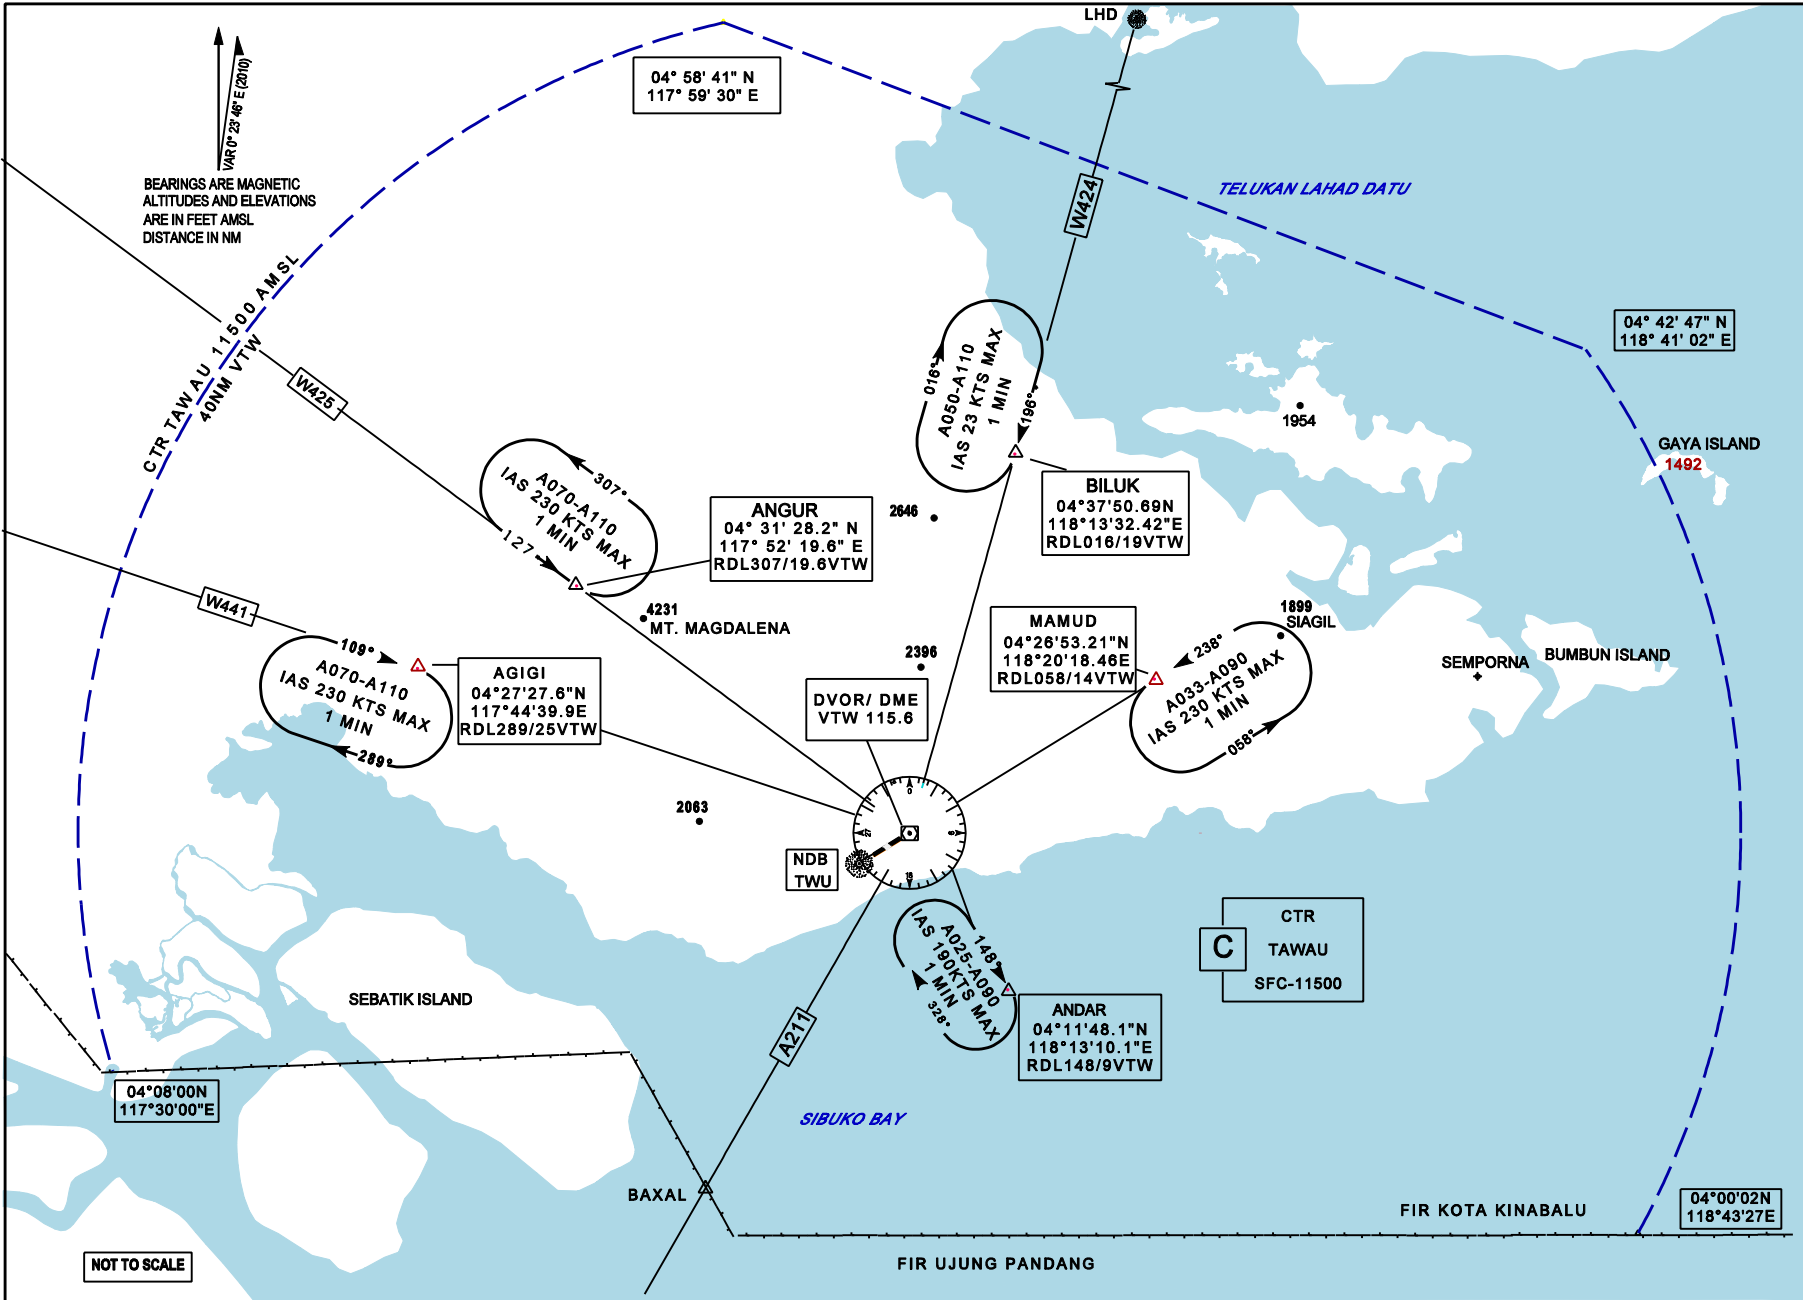 LHD
04° 58' 41" N
117° 59' 30" E
VAR 0° 23' 46" E (2010)
BEARINGS ARE MAGNETIC
ALTITUDES AND ELEVATIONS
ARE IN FEET AMSL
DISTANCE IN NM
W424
TELUKAN LAHAD DATU
CTR TAWAU 11500 AMSL
40NM VTW
W425
04° 42' 47" N
118° 41' 02" E
016°
A050-A110
IAS 23 KTS MAX
1 MIN
196°
1954
GAYA ISLAND
1492
307°
A070-A110
IAS 230 KTS MAX
1 MIN
127
ANGUR
04° 31' 28.2" N
117° 52' 19.6" E
RDL307/19.6VTW
2646
BILUK
04°37'50.69N
118°13'32.42"E
RDL016/19VTW
W441
4231
MT. MAGDALENA
2396
MAMUD
04°26'53.21"N
118°20'18.46E
RDL058/14VTW
1899
SIAGIL
238°
A033-A090
IAS 230 KTS MAX
1 MIN
058°
SEMPORNA
BUMBUN ISLAND
109°
A070-A110
IAS 230 KTS MAX
1 MIN
289°
AGIGI
04°27'27.6"N
117°44'39.9E
RDL289/25VTW
DVOR/ DME
VTW 115.6
2063
0
27
9
18
NDB
TWU
148°
A025-A090
IAS 190KTS MAX
1 MIN
328°
ANDAR
04°11'48.1"N
118°13'10.1"E
RDL148/9VTW
C
CTR
TAWAU
SFC-11500
SEBATIK ISLAND
A211
04°08'00N
117°30'00"E
SIBUKO BAY
BAXAL
FIR KOTA KINABALU
04°00'02N
118°43'27E
NOT TO SCALE
FIR UJUNG PANDANG